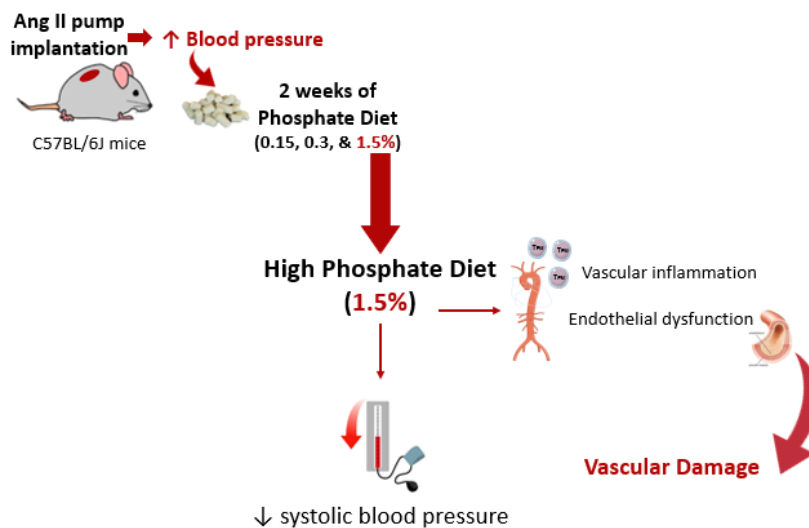 Ang II pump
implantation
↑ Blood pressure
C57BL/6J mice
2 weeks of
Phosphate Diet
(0.15, 0.3, & 1.5%)
High Phosphate Diet
(1.5%)
Vascular inflammation
Endothelial dysfunction
Vascular Damage
↓ systolic blood pressure